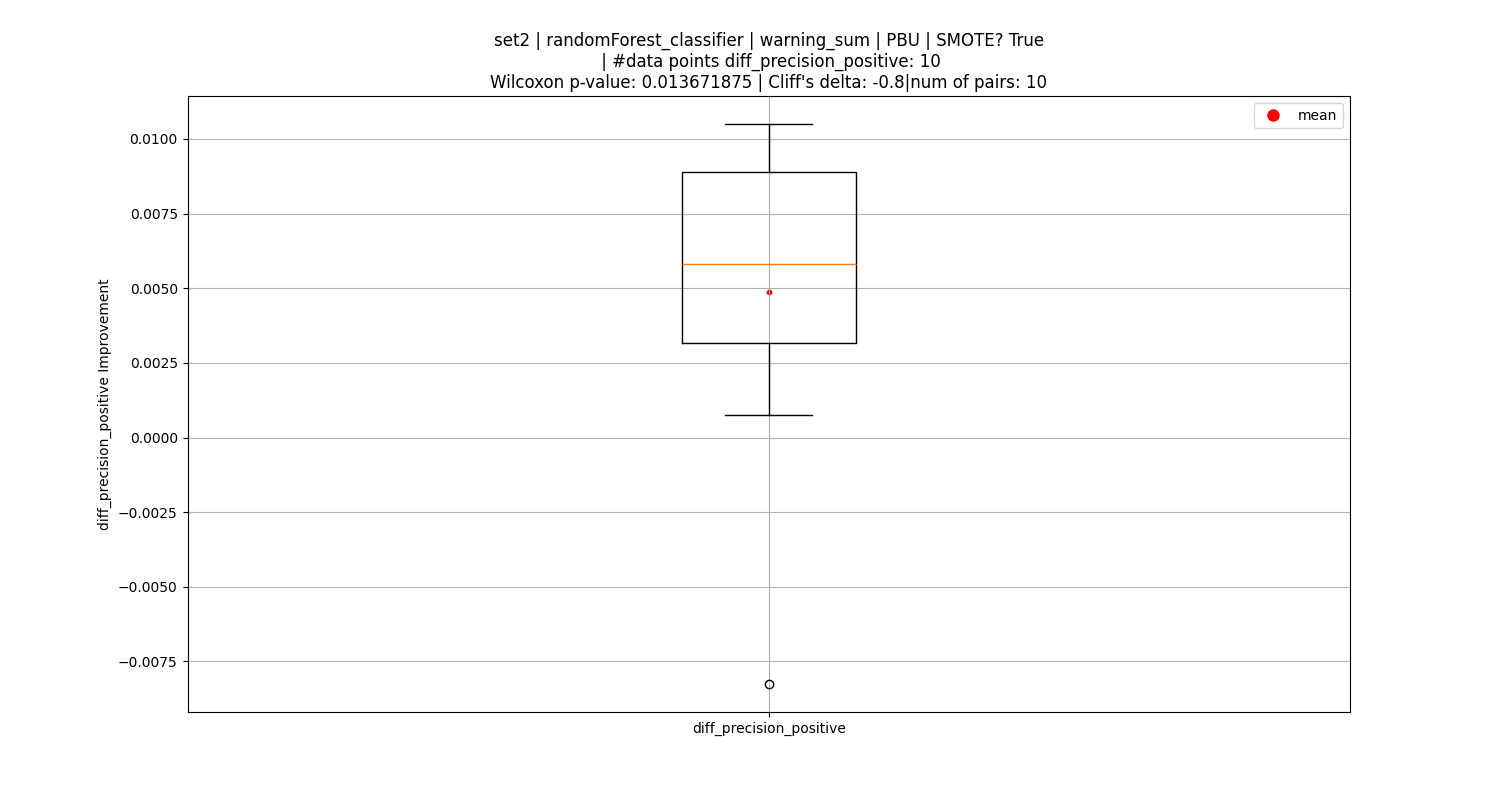 set2 | randomForest_classifier | warning_sum | PBU | SMOTE? True
| #data points diff_precision_positive: 10
Wilcoxon p-value: 0.013671875 | Cliff's delta: -0.8|num of pairs: 10
mean
0.0100
0.0075
0.0050
0.0025
0.0000
−0.0025
−0.0050
−0.0075
diff_precision_positive Improvement
diff_precision_positive